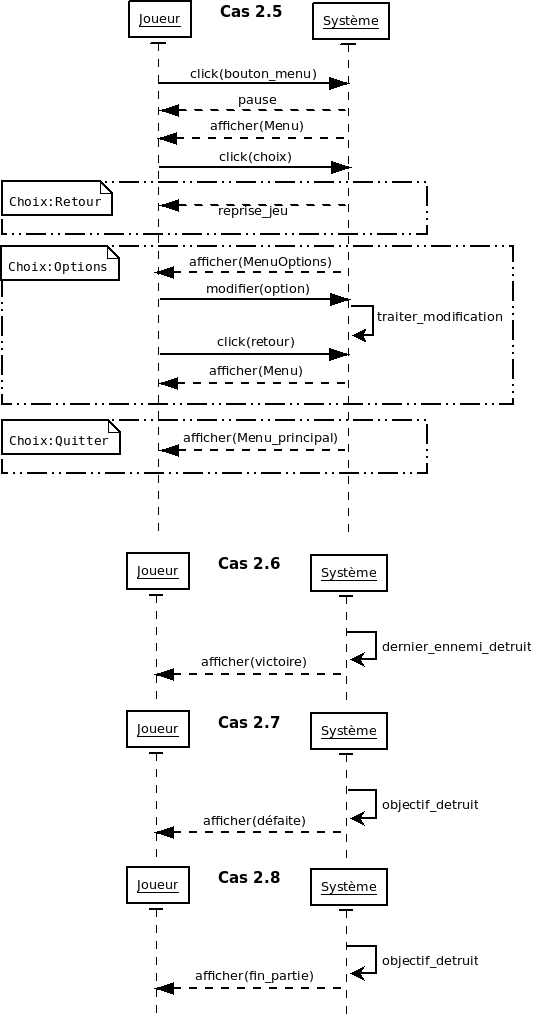 Joueur
Cas 2.5
Système
click(bouton_menu)
pause
afficher(Menu)
click(choix)
Choix:Retour
reprise_jeu
Choix:Options
afficher(MenuOptions)
modifier(option)
traiter_modification
click(retour)
afficher(Menu)
Choix:Quitter
afficher(Menu_principal)
Joueur
Cas 2.6
Système
dernier_ennemi_detruit
afficher(victoire)
Joueur
Cas 2.7
Système
objectif_detruit
afficher(défaite)
Joueur
Cas 2.8
Système
objectif_detruit
afficher(fin_partie)